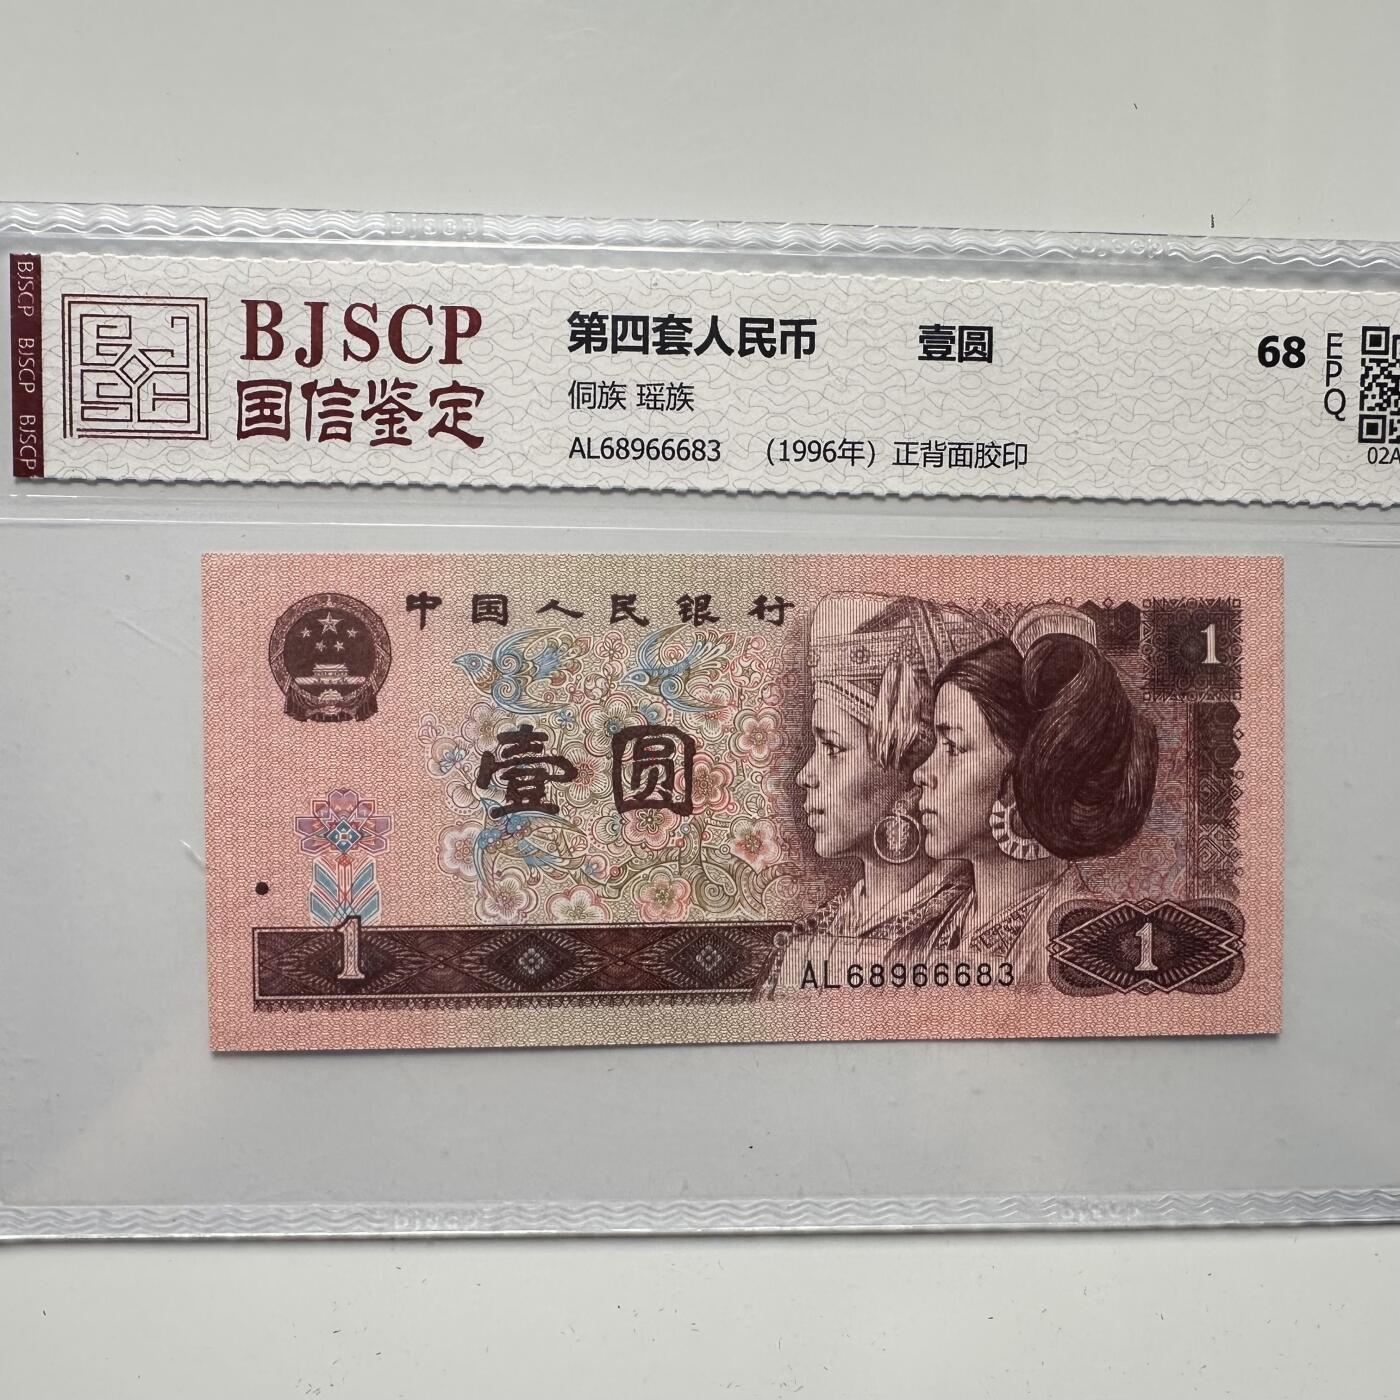 BJSCP
BJSCP
BJSCP
BJSCP
国信鉴定
第四套人民币 壹圆
侗族 瑶族
AL68966683 (1996年) 正背面胶印
68
EPQ
02A
中国人民银行
1
壹圆
1
1
AL68966683